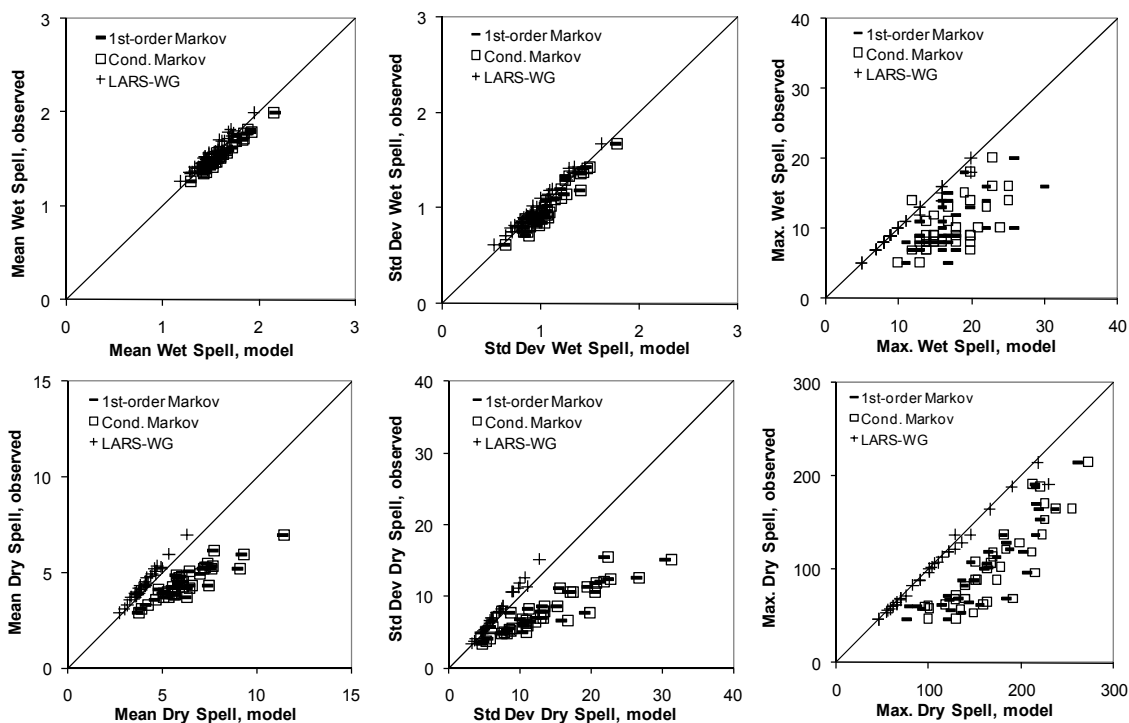 3
2
1
0
0
1
2
3
Mean Wet Spell, observed
Mean Wet Spell, model
1st-order Markov
Cond. Markov
LARS-WG
3
2
1
0
0
1
2
3
Std Dev Wet Spell, observed
Std Dev Wet Spell, model
1st-order Markov
Cond. Markov
LARS-WG
40
30
20
10
0
0
10
20
30
40
Max. Wet Spell, observed
Max. Wet Spell, model
1st-order Markov
Cond. Markov
LARS-WG
15
10
5
0
0
5
10
15
Mean Dry Spell, observed
Mean Dry Spell, model
1st-order Markov
Cond. Markov
LARS-WG
40
30
20
10
0
0
10
20
30
40
Std Dev Dry Spell, observed
Std Dev Dry Spell, model
1st-order Markov
Cond. Markov
LARS-WG
300
200
100
0
0
100
200
300
Max. Dry Spell, observed
Max. Dry Spell, model
1st-order Markov
Cond. Markov
LARS-WG